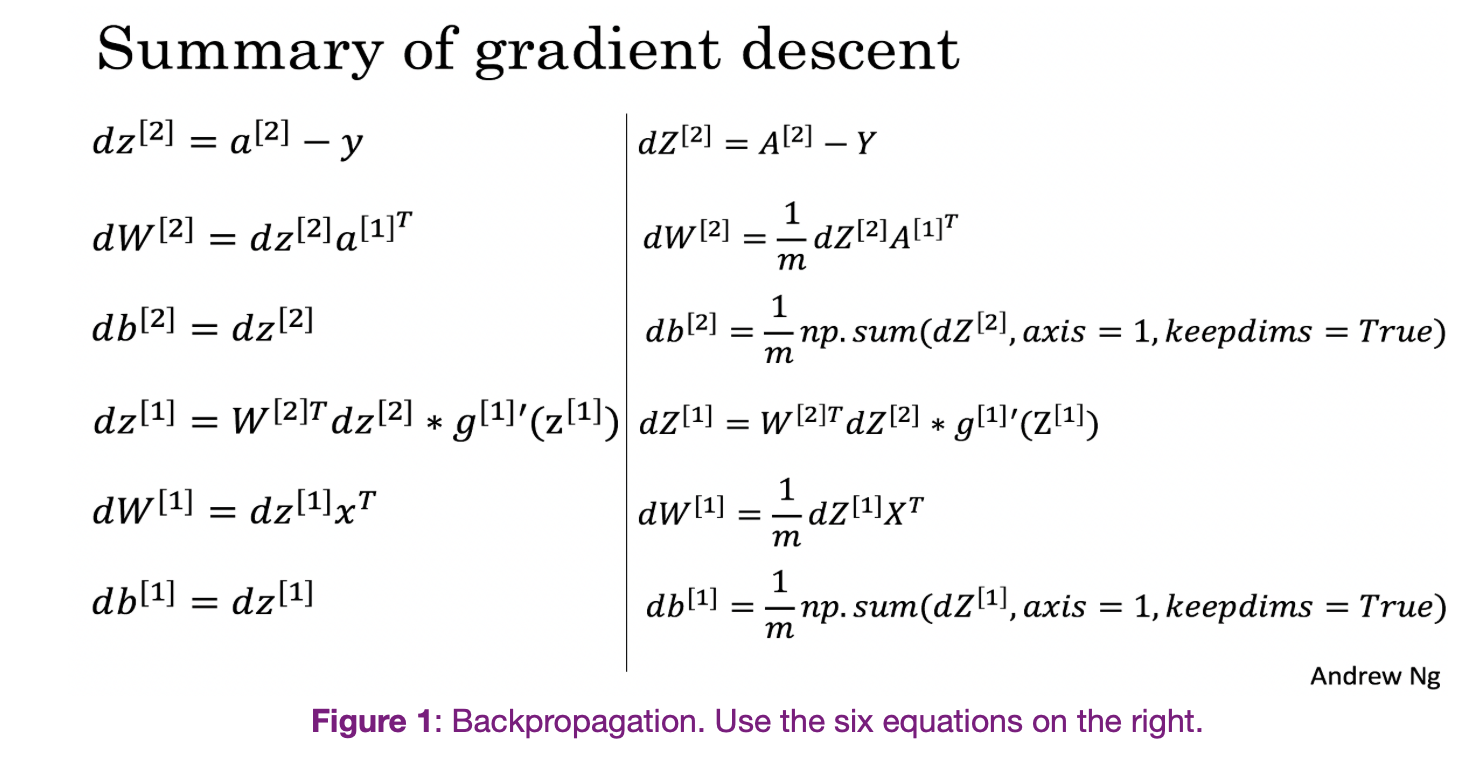 Summary of gradient descent
dz^{[2]} = a^{[2]} − y
dW^{[2]} = dz^{[2]}a^{[1]^T}
db^{[2]} = dz^{[2]}
dz^{[1]} = W^{[2]T}dz^{[2]} ∗ g^{[1]}′(z^{[1]})
dW^{[1]} = dz^{[1]}x^T
db^{[1]} = dz^{[1]}
dZ^{[2]} = A^{[2]} − Y
dW^{[2]} = \frac{1}{m}dZ^{[2]}A^{[1]^T}
db^{[2]} = \frac{1}{m}np.sum(dZ^{[2]}, axis = 1, keepdims = True)
dZ^{[1]} = W^{[2]T}dZ^{[2]} ∗ g^{[1]}′(Z^{[1]})
dW^{[1]} = \frac{1}{m}dZ^{[1]}X^T
db^{[1]} = \frac{1}{m}np.sum(dZ^{[1]}, axis = 1, keepdims = True)
Andrew Ng
Figure 1: Backpropagation. Use the six equations on the right.